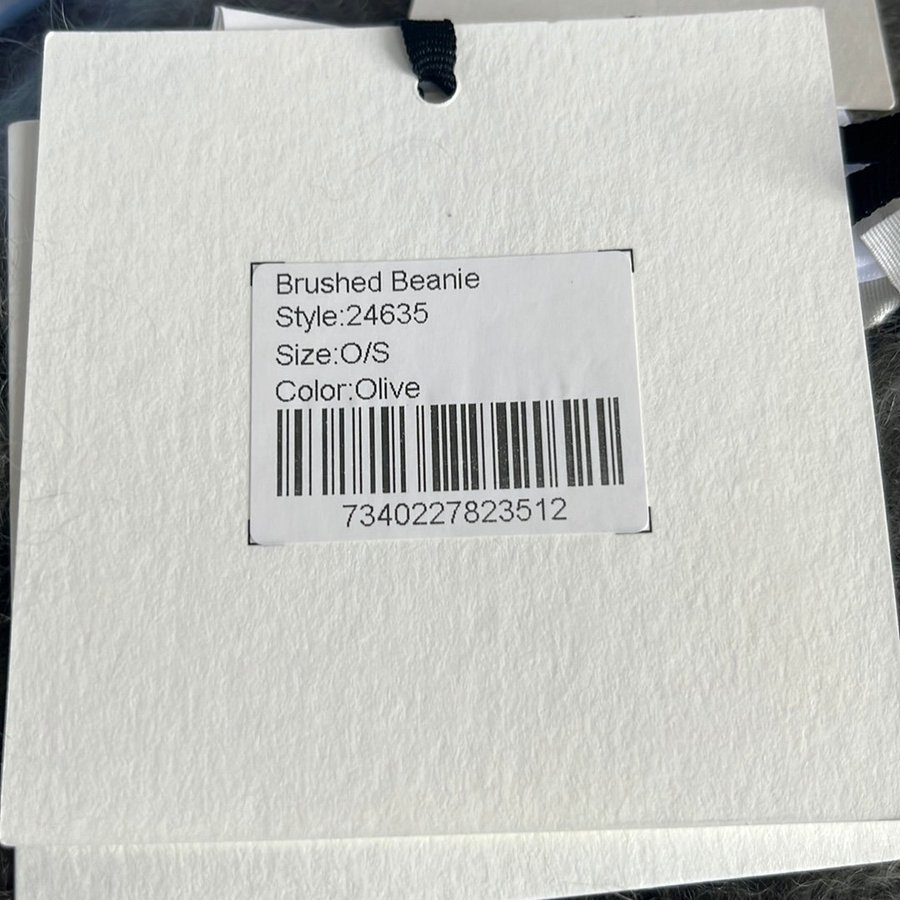 Brushed Beanie
Style:24635
Size:O/S
Color:Olive
7340227823512